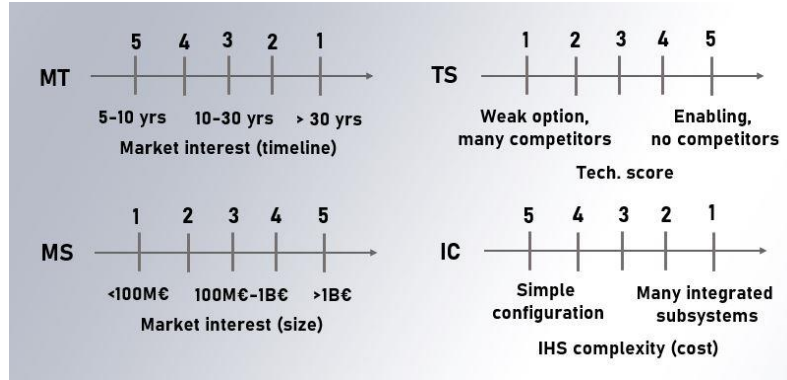 5 4 3 2 1
MT
5-10 yrs 10-30 yrs > 30 yrs
Market interest (timeline)
1 2 3 4 5
TS
Weak option, Enabling,
many competitors no competitors
Tech. score
1 2 3 4 5
MS
<100M€ 100M€-1B€ >1B€
Market interest (size)
5 4 3 2 1
IC
Simple Many integrated
configuration subsystems
IHS complexity (cost)